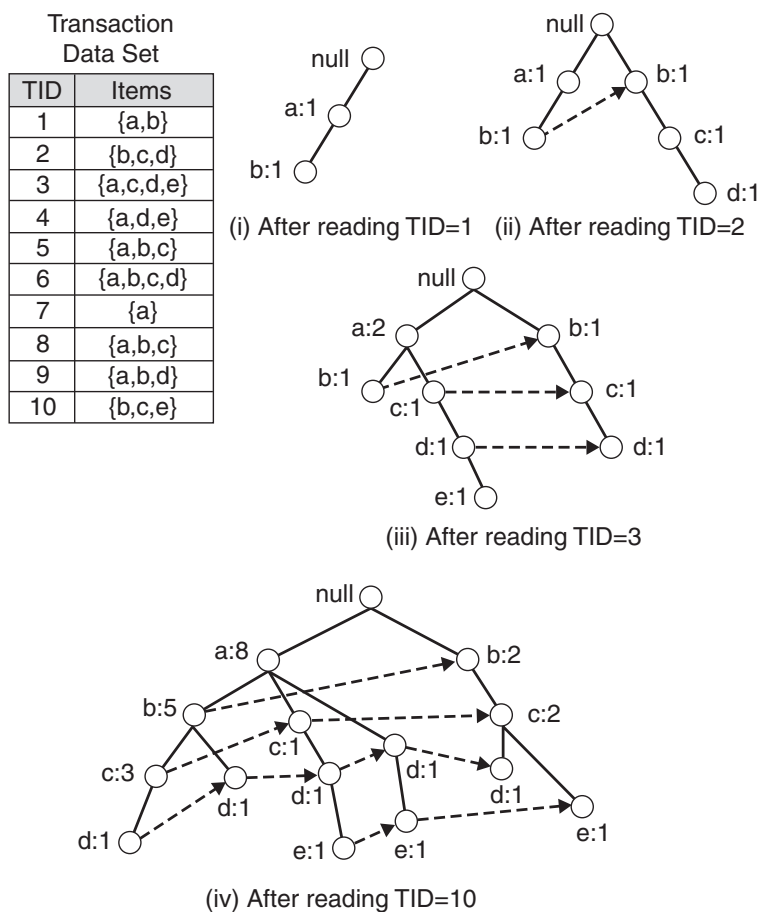 Transaction
Data Set
TID Items
1 {a,b}
2 {b,c,d}
3 {a,c,d,e}
4 {a,d,e}
5 {a,b,c}
6 {a,b,c,d}
7 {a}
8 {a,b,c}
9 {a,b,d}
10 {b,c,e}
null
a:1
b:1
(i) After reading TID=1
null
a:1 b:1
b:1 c:1
d:1
(ii) After reading TID=2
null
a:2 b:1
b:1 c:1 c:1
d:1 d:1
e:1
(iii) After reading TID=3
null
a:8 b:2
b:5 c:1 c:2
c:3 d:1 d:1 d:1 d:1
d:1 e:1 e:1 e:1
(iv) After reading TID=10